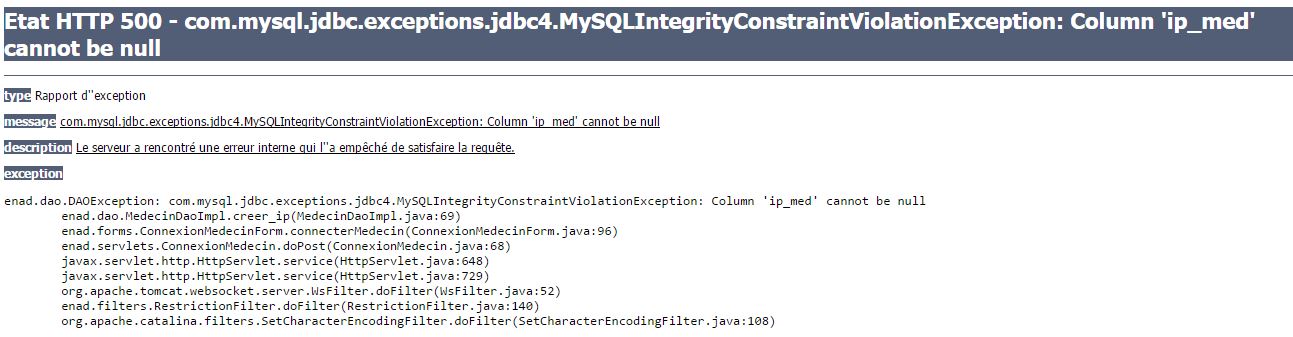 Etat HTTP 500 - com.mysql.jdbc.exceptions.jdbc4.MySQLIntegrityConstraintViolationException: Column 'ip_med'
cannot be null
type Rapport d''exception
message com.mysql.jdbc.exceptions.jdbc4.MySQLIntegrityConstraintViolationException: Column 'ip_med' cannot be null
description Le serveur a rencontré une erreur interne qui l''a empêché de satisfaire la requête.
exception
enad.dao.DAOException: com.mysql.jdbc.exceptions.jdbc4.MySQLIntegrityConstraintViolationException: Column 'ip_med' cannot be null
enad.dao.MedecinDaoImpl.creer_ip(MedecinDaoImpl.java:69)
enad.forms.ConnexionMedecinForm.connecterMedecin(ConnexionMedecinForm.java:96)
enad.servlets.ConnexionMedecin.doPost(ConnexionMedecin.java:68)
javax.servlet.http.HttpServlet.service(HttpServlet.java:648)
javax.servlet.http.HttpServlet.service(HttpServlet.java:729)
org.apache.tomcat.websocket.server.WsFilter.doFilter(WsFilter.java:52)
enad.filters.RestrictionFilter.doFilter(RestrictionFilter.java:140)
org.apache.catalina.filters.SetCharacterEncodingFilter.doFilter(SetCharacterEncodingFilter.java:108)